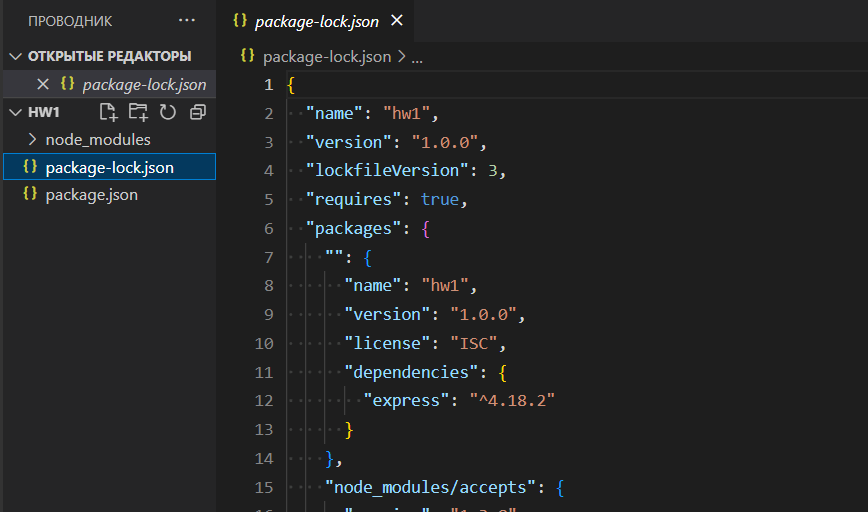 ПРОВОДНИК
ОТКРЫТЫЕ РЕДАКТОРЫ
package-lock.json
HW1
node_modules
package-lock.json
package.json
package-lock.json
package-lock.json > ...
1 {
2 "name": "hw1",
3 "version": "1.0.0",
4 "lockfileVersion": 3,
5 "requires": true,
6 "packages": {
7 "": {
8 "name": "hw1",
9 "version": "1.0.0",
10 "license": "ISC",
11 "dependencies": {
12 "express": "^4.18.2"
13 }
14 },
15 "node_modules/accepts": {